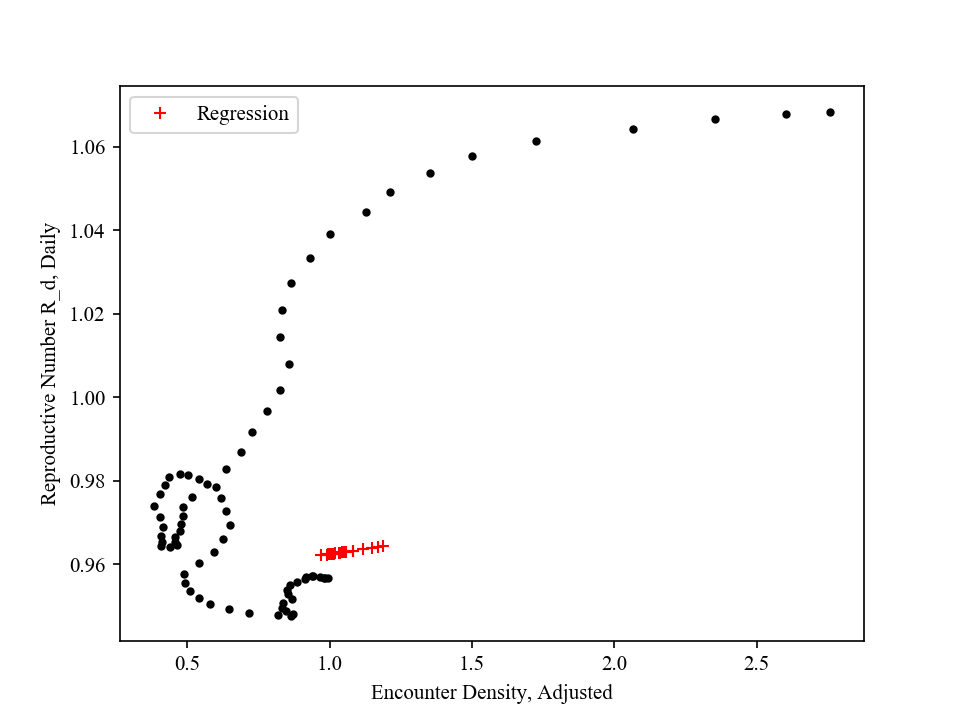 Regression
1.06
1.04
1.02
1.00
0.98
0.96
Reproductive Number R_d, Daily
0.5 1.0 1.5 2.0 2.5
Encounter Density, Adjusted